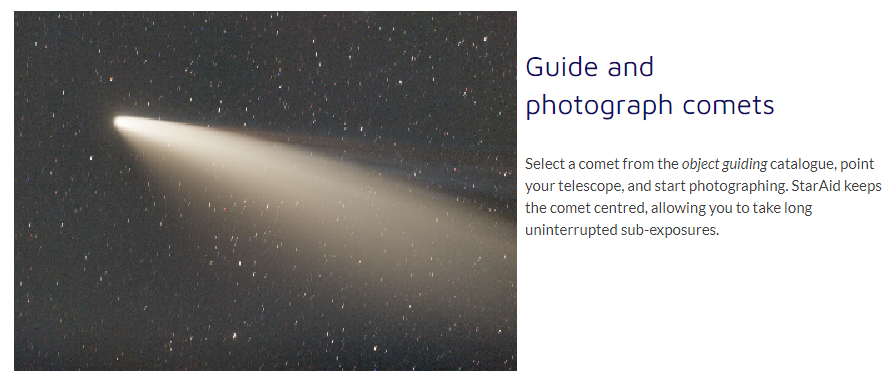 Guide and
photograph comets
Select a comet from the object guiding catalogue, point
your telescope, and start photographing. StarAid keeps
the comet centred, allowing you to take long
uninterrupted sub-exposures.